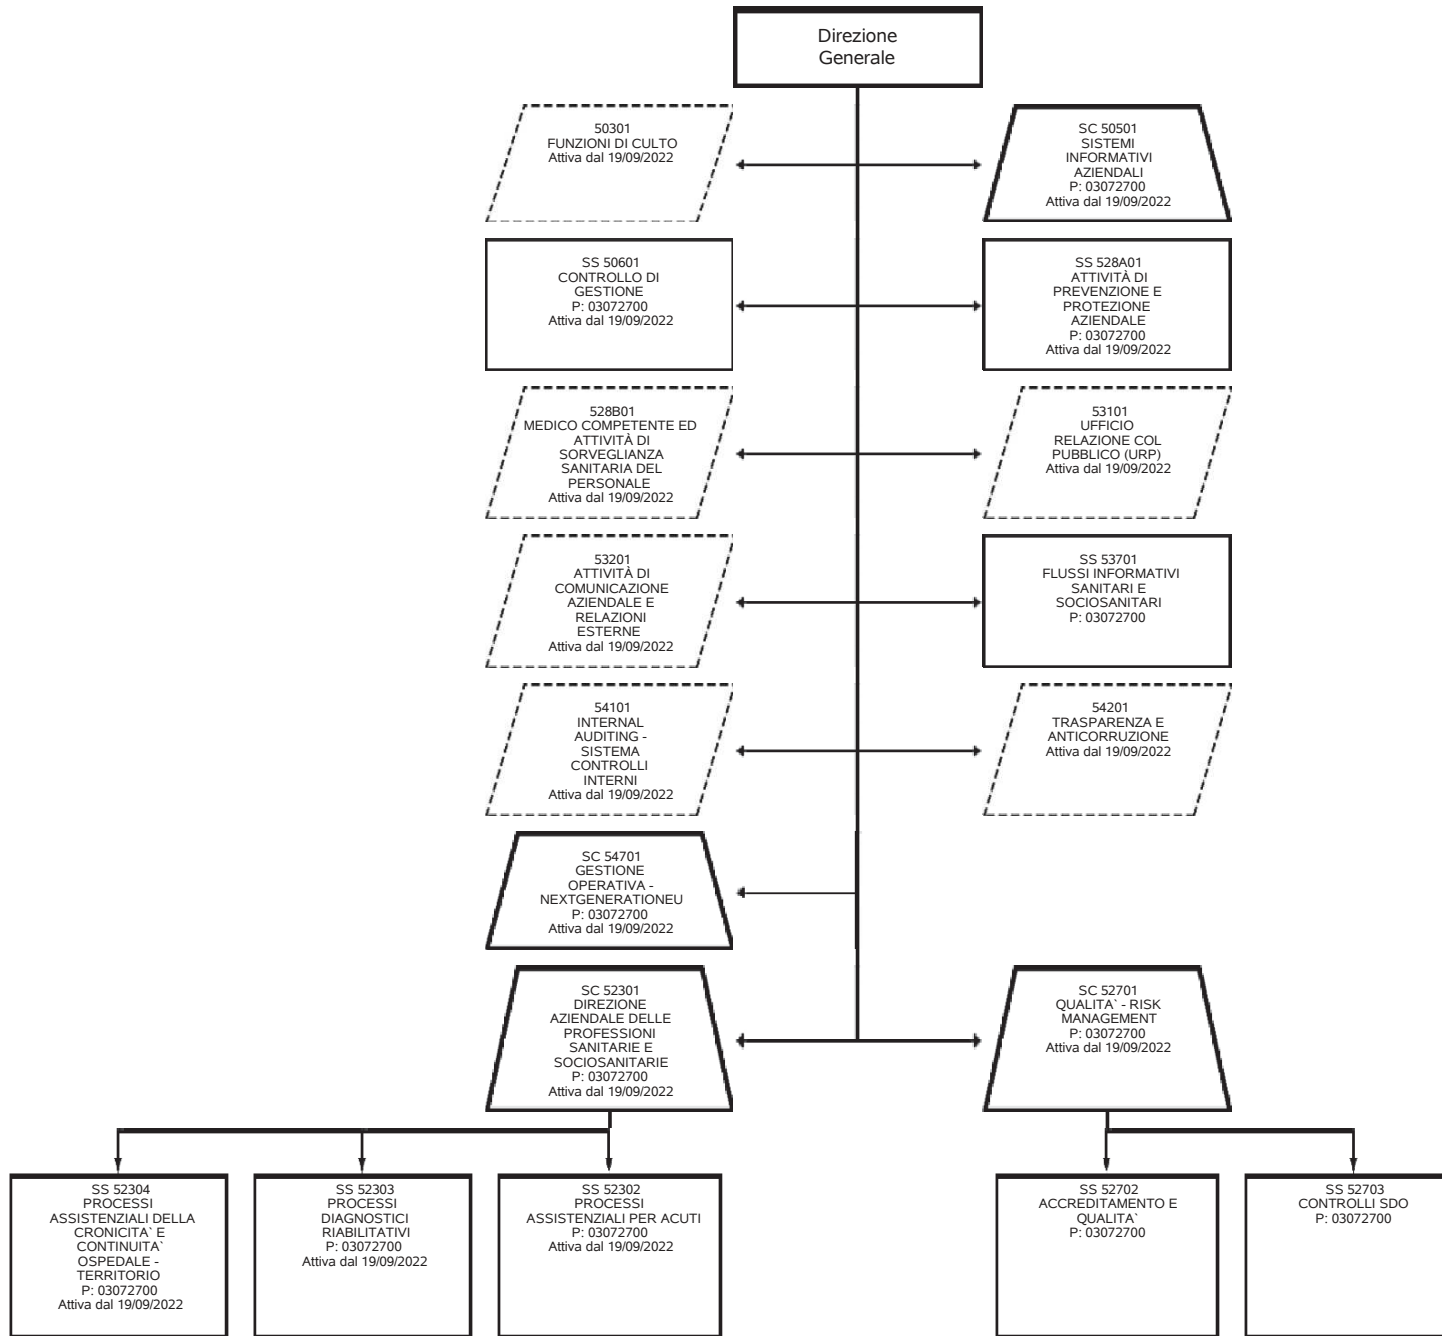 Direzione
Generale
50301
FUNZIONI DI CULTO
Attiva dal 19/09/2022
SC 50501
SISTEMI
INFORMATIVI
AZIENDALI
P: 03072700
Attiva dal 19/09/2022
SS 50601
CONTROLLO DI
GESTIONE
P: 03072700
Attiva dal 19/09/2022
SS 528A01
ATTIVITÀ DI
PREVENZIONE E
PROTEZIONE
AZIENDALE
P: 03072700
Attiva dal 19/09/2022
528B01
MEDICO COMPETENTE ED
ATTIVITÀ DI
SORVEGLIANZA
SANITARIA DEL
PERSONALE
Attiva dal 19/09/2022
53101
UFFICIO
RELAZIONE COL
PUBBLICO (URP)
Attiva dal 19/09/2022
53201
ATTIVITÀ DI
COMUNICAZIONE
AZIENDALE E
RELAZIONI
ESTERNE
Attiva dal 19/09/2022
SS 53701
FLUSSI INFORMATIVI
SANITARI E
SOCIOSANITARI
P: 03072700
54101
INTERNAL
AUDITING -
SISTEMA
CONTROLLI
INTERNI
Attiva dal 19/09/2022
54201
TRASPARENZA E
ANTICORRUZIONE
Attiva dal 19/09/2022
SC 54701
GESTIONE
OPERATIVA -
NEXTGENERATIONEU
P: 03072700
Attiva dal 19/09/2022
SC 52301
DIREZIONE
AZIENDALE DELLE
PROFESSIONI
SANITARIE E
SOCIOSANITARIE
P: 03072700
Attiva dal 19/09/2022
SC 52701
QUALITA` - RISK
MANAGEMENT
P: 03072700
Attiva dal 19/09/2022
SS 52304
PROCESSI
ASSISTENZIALI DELLA
CRONICITA` E
CONTINUITA`
OSPEDALE -
TERRITORIO
P: 03072700
Attiva dal 19/09/2022
SS 52303
PROCESSI
DIAGNOSTICI
RIABILITATIVI
P: 03072700
Attiva dal 19/09/2022
SS 52302
PROCESSI
ASSISTENZIALI PER ACUTI
P: 03072700
Attiva dal 19/09/2022
SS 52702
ACCREDITAMENTO E
QUALITA`
P: 03072700
SS 52703
CONTROLLI SDO
P: 03072700